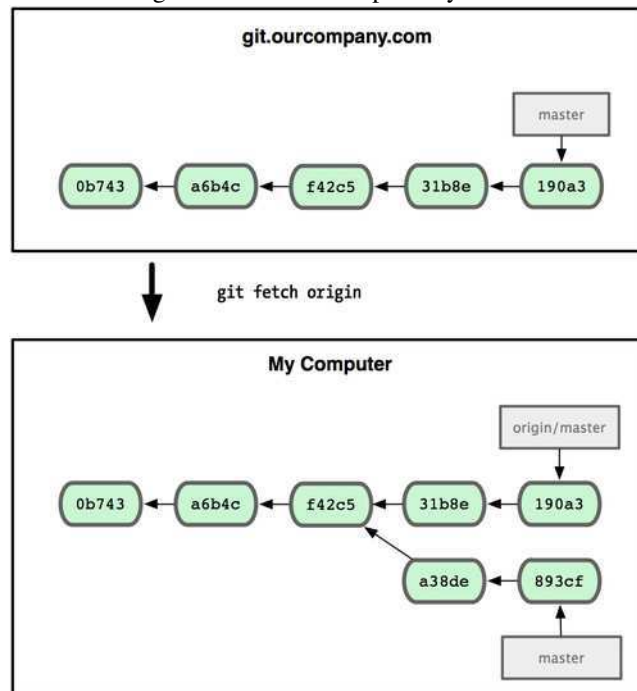 git.ourcompany.com
master
0b743 a6b4c f42c5 31b8e 190a3
git fetch origin
My Computer
origin/master
0b743 a6b4c f42c5 31b8e 190a3
a38de 893cf
master